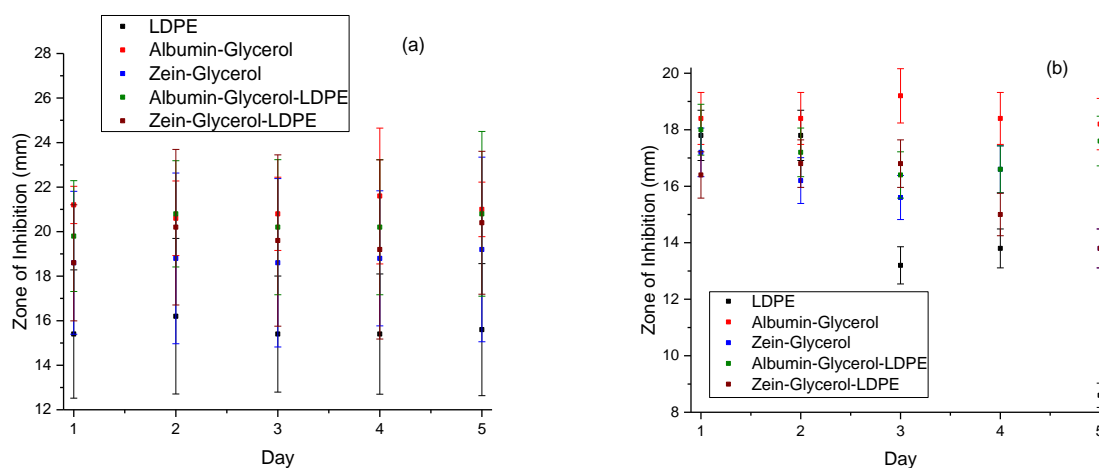 LDPE
Albumin-Glycerol
Zein-Glycerol
Albumin-Glycerol-LDPE
Zein-Glycerol-LDPE
(a)
28
26
24
22
20
18
16
14
12
Zone of Inhibition (mm)
1 2 3 4 5
Day
(b)
20
18
16
14
12
10
8
Zone of Inhibition (mm)
LDPE
Albumin-Glycerol
Zein-Glycerol
Albumin-Glycerol-LDPE
Zein-Glycerol-LDPE
1 2 3 4 5
Day